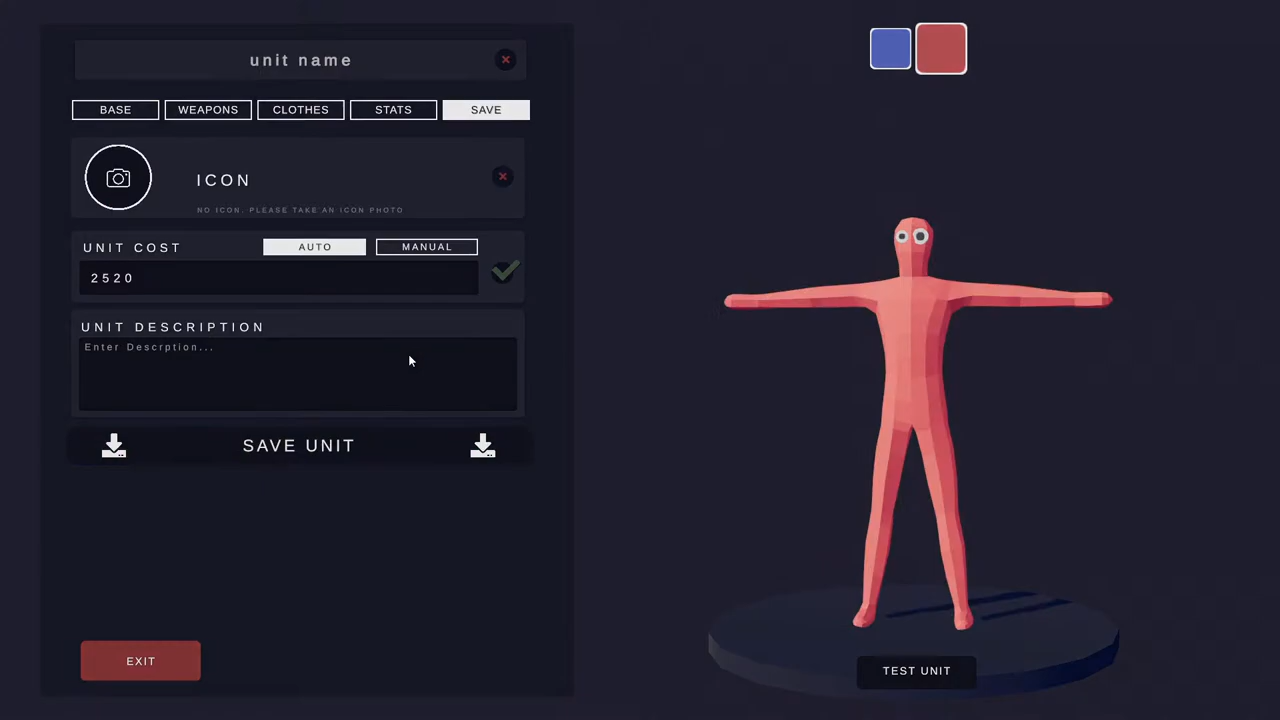 unit name
BASE
WEAPONS
CLOTHES
STATS
SAVE
ICON
NO ICON. PLEASE TAKE AN ICON PHOTO
UNIT COST
AUTO
MANUAL
2520
UNIT DESCRIPTION
Enter Descrption...
SAVE UNIT
EXIT
TEST UNIT